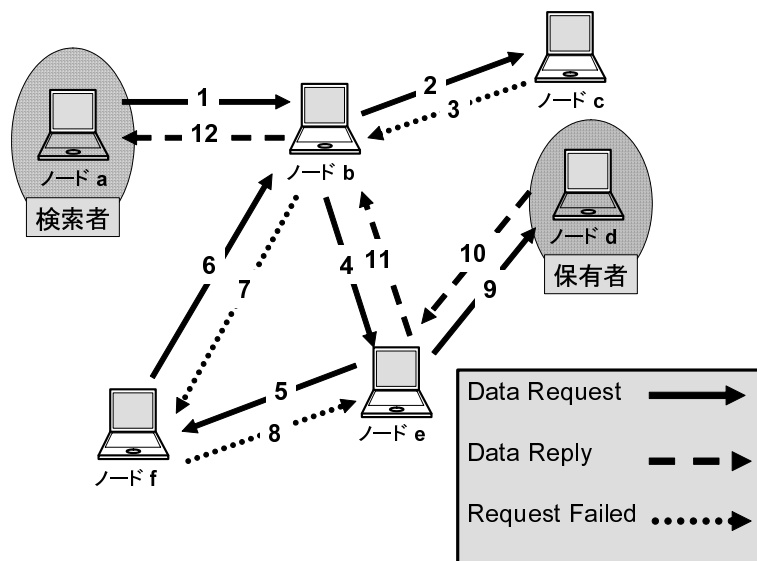 ノード c
1
2
3
12
ノード a
検索者
ノード b
ノード d
保有者
6
7
4
11
10
9
5
8
ノード e
ノード f
Data Request
Data Reply
Request Failed